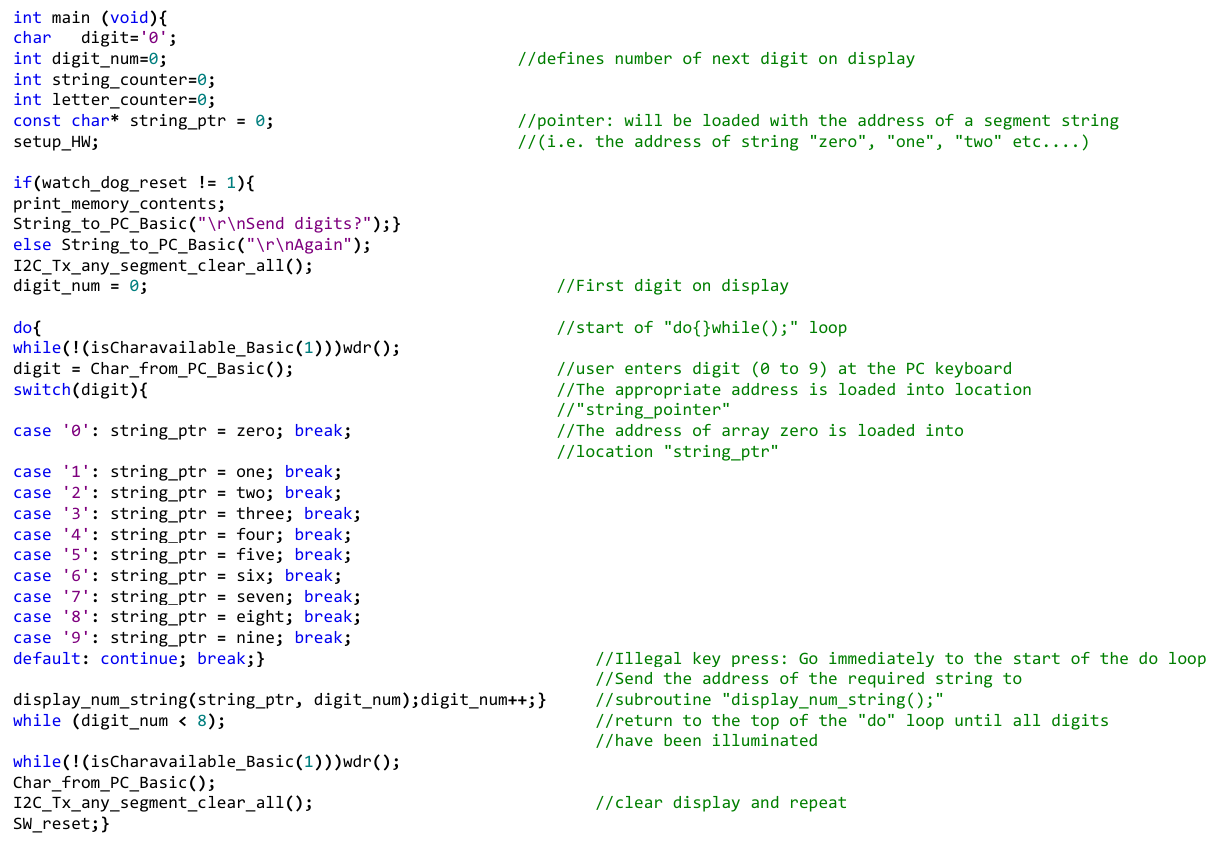 int main (void){
char   digit='0';
int digit_num=0;                                    //defines number of next digit on display
int string_counter=0;
int letter_counter=0;
const char* string_ptr = 0;                         //pointer: will be loaded with the address of a segment string
setup_HW;                                           //(i.e. the address of string "zero", "one", "two" etc....)

if(watch_dog_reset != 1){
print_memory_contents;
String_to_PC_Basic("\r\nSend digits?");}
else String_to_PC_Basic("\r\nAgain");
I2C_Tx_any_segment_clear_all();
digit_num = 0;                                          //First digit on display

do{                                                     //start of "do{}while();" loop
while(!(isCharavailable_Basic(1)))wdr();
digit = Char_from_PC_Basic();                           //user enters digit (0 to 9) at the PC keyboard
switch(digit){                                          //The appropriate address is loaded into location
                                                        //"string_pointer"
case '0': string_ptr = zero; break;                     //The address of array zero is loaded into
                                                        //location "string_ptr"
case '1': string_ptr = one; break;
case '2': string_ptr = two; break;
case '3': string_ptr = three; break;
case '4': string_ptr = four; break;
case '5': string_ptr = five; break;
case '6': string_ptr = six; break;
case '7': string_ptr = seven; break;
case '8': string_ptr = eight; break;
case '9': string_ptr = nine; break;
default: continue; break;}                                  //Illegal key press: Go immediately to the start of the do loop
                                                            //Send the address of the required string to
display_num_string(string_ptr, digit_num);digit_num++;}     //subroutine "display_num_string();"
while (digit_num < 8);                                      //return to the top of the "do" loop until all digits
                                                            //have been illuminated
while(!(isCharavailable_Basic(1)))wdr();
Char_from_PC_Basic();
I2C_Tx_any_segment_clear_all();                             //clear display and repeat
SW_reset;}